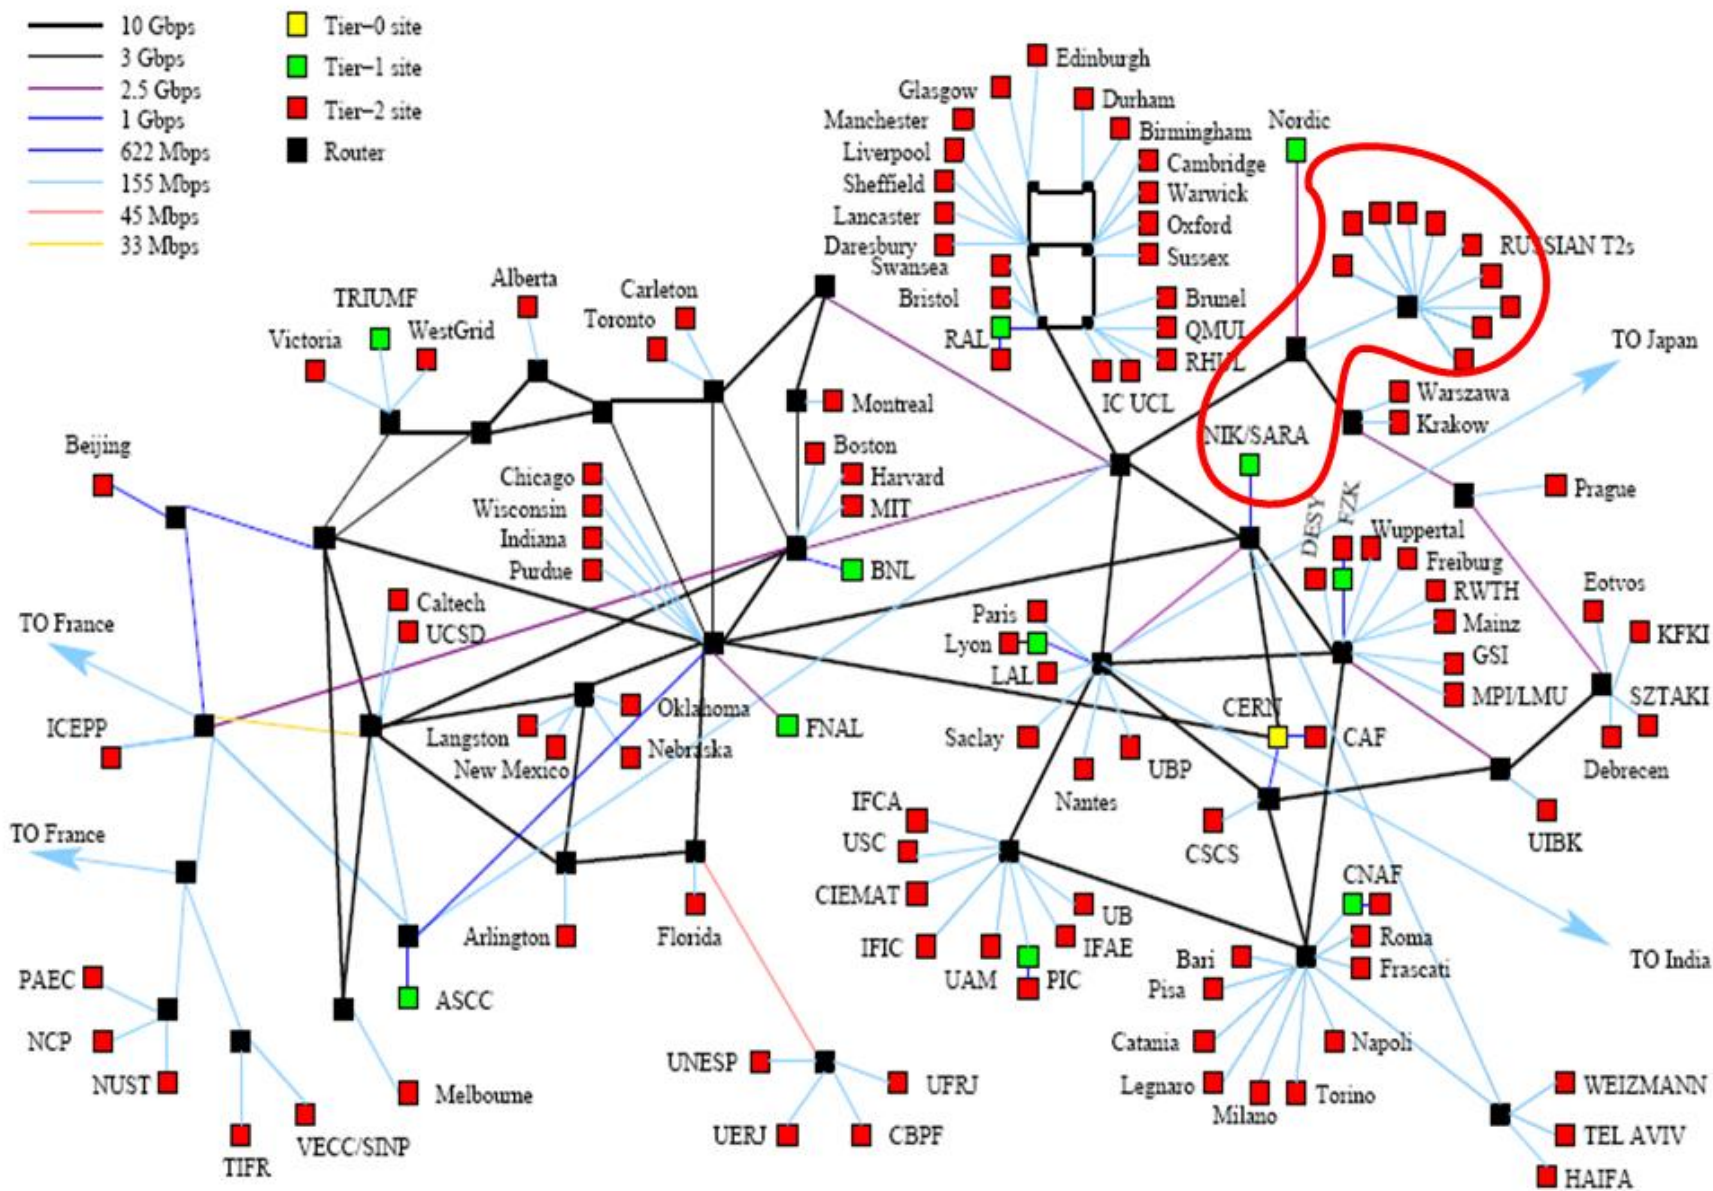 10 Gbps
3 Gbps
2.5 Gbps
1 Gbps
622 Mbps
155 Mbps
45 Mbps
33 Mbps
Tier–0 site
Tier–1 site
Tier–2 site
Router
Edinburgh
Glasgow
Durham
Manchester
Birmingham
Liverpool
Cambridge
Sheffield
Warwick
Lancaster
Oxford
Daresbury
Sussex
Swansea
Bristol
Brunel
RAL
QMUL
RHUL
IC UCL
Nordic
RUSSIAN T2s
TO Japan
Warszawa
Krakow
NIK/SARA
Prague
Alberta
TRIUMF
Victoria
WestGrid
Carleton
Toronto
Montreal
Boston
Harvard
MIT
BNL
Beijing
Chicago
Wisconsin
Indiana
Purdue
Caltech
UCSD
TO France
ICEPP
TO France
Oklahoma
Langston
New Mexico
Nebraska
FNAL
DESY
FZK
Wuppertal
Freiburg
RWTH
Mainz
GSI
MPI/LMU
Eotvos
KFKI
SZTAKI
Debrecen
UIBK
Paris
Lyon
LAL
Saclay
Nantes
UBP
CERN
CAF
CSCS
IFCA
USC
CIEMAT
IFIC
UAM
PIC
IFAE
UB
CNAF
Roma
Frascati
Bari
Pisa
Catania
Legnaro
Milano
Torino
Napoli
TO India
WEIZMANN
TEL AVIV
HAIFA
Arlington
Florida
ASCC
Melbourne
PAEC
NCP
NUST
TIFR
VECC/SINP
UNESP
UFRJ
UERJ
CBPF